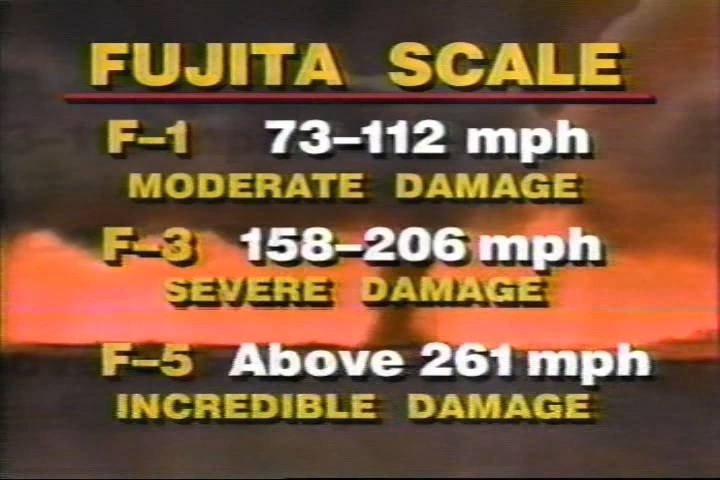 FUJITA SCALE
F–1 73–112 mph
MODERATE DAMAGE
F–3 158–206 mph
SEVERE DAMAGE
F–5 Above 261 mph
INCREDIBLE DAMAGE